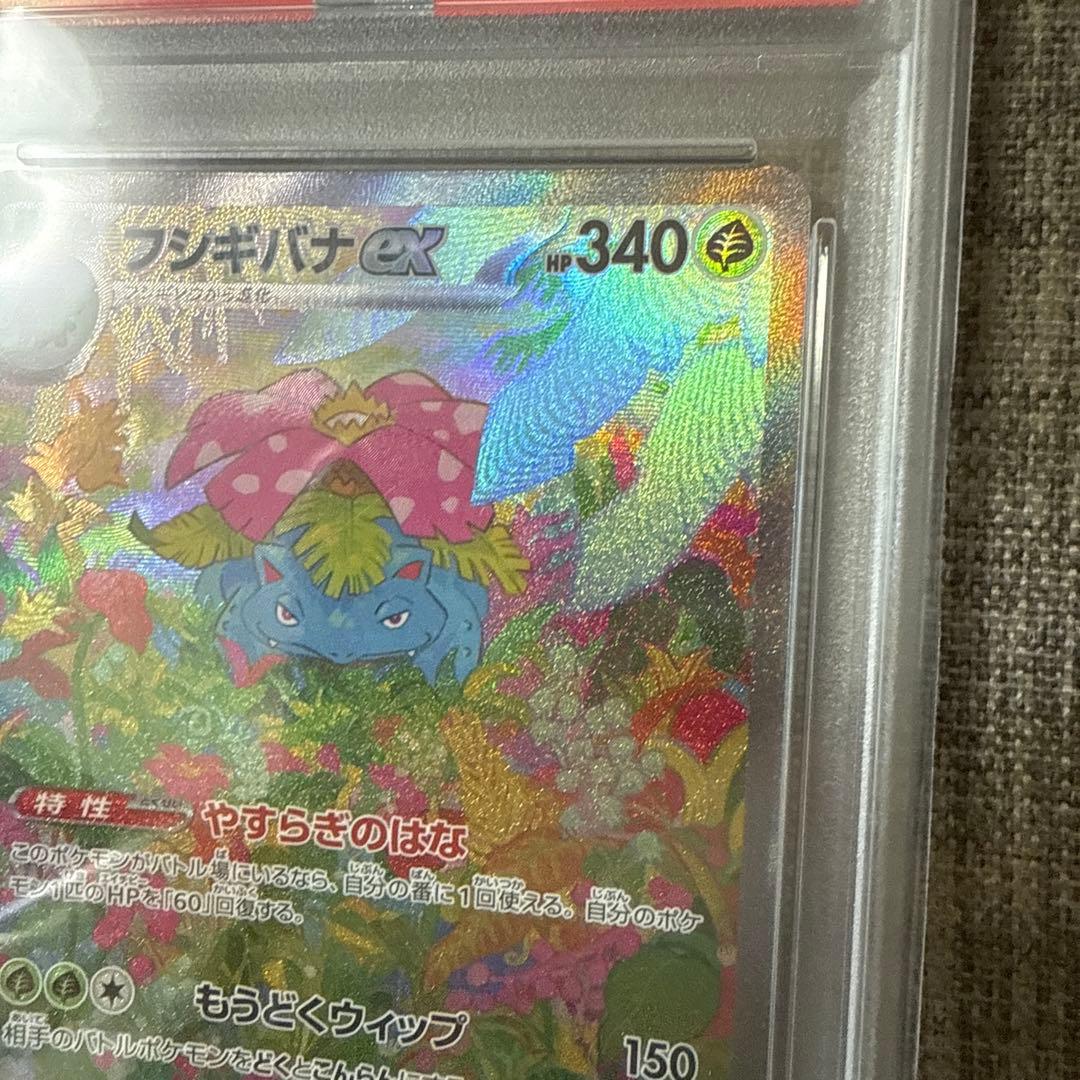 フシギバナex HP340
から進化
特性 やすらぎのはな
このポケモンがバトル場にいるなら、自分の番に1回使える。自分のポケ
モン1匹のHPを「60」回復する。
もうどくウィップ 150
相手のバトルポケモンをどくとこんらんにする